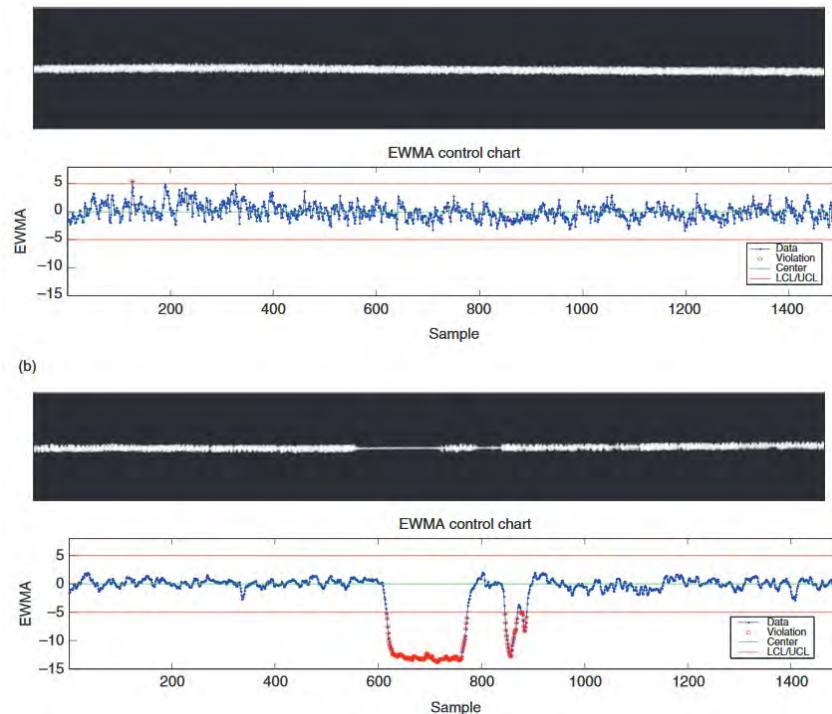 EWMA control chart
5
0
−5
−10
−15
EWMA
Data
Violation
Center
LCL/UCL
200 400 600 800 1000 1200 1400
Sample
(b)
EWMA control chart
5
0
−5
−10
−15
EWMA
Data
Violation
Center
LCL/UCL
200 400 600 800 1000 1200 1400
Sample